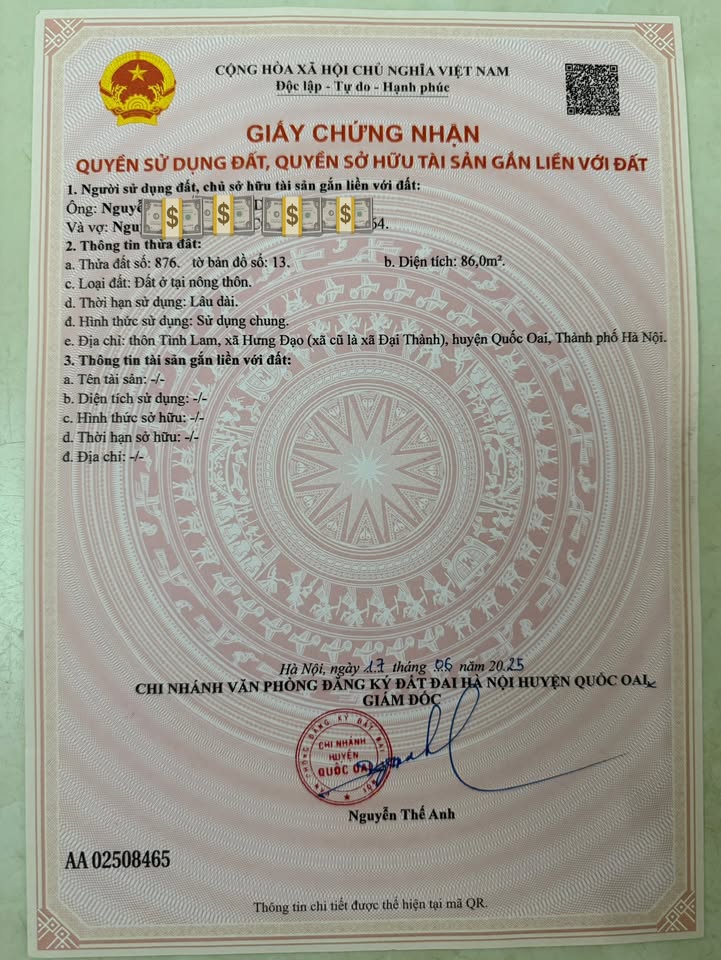 CỘNG HÒA XÃ HỘI CHỦ NGHĨA VIỆT NAM
Độc lập - Tự do - Hạnh phúc
GIẤY CHỨNG NHẬN
QUYỀN SỬ DỤNG ĐẤT, QUYỀN SỞ HỮU TÀI SẢN GẮN LIỀN VỚI ĐẤT
1. Người sử dụng đất, chủ sở hữu tài sản gắn liền với đất:
Ông:
Và vợ: 64.
2. Thông tin thửa đất:
a. Thửa đất số: 876. tờ bản đồ số: 13. b. Diện tích: 86,0m².
c. Loại đất: Đất ở tại nông thôn.
d. Thời hạn sử dụng: Lâu dài.
đ. Hình thức sử dụng: Sử dụng chung.
e. Địa chỉ: thôn Tình Lam, xã Hưng Đạo (xã cũ là xã Đại Thành), huyện Quốc Oai, Thành phố Hà Nội.
3. Thông tin tài sản gắn liền với đất:
a. Tên tài sản: -/-
b. Diện tích sử dụng: -/-
c. Hình thức sở hữu: -/-
d. Thời hạn sở hữu: -/-
đ. Địa chỉ: -/-
Hà Nội, ngày 17 tháng 06 năm 2025
CHI NHÁNH VĂN PHÒNG ĐĂNG KÝ ĐẤT ĐAI HÀ NỘI HUYỆN QUỐC OAI
GIÁM ĐỐC
VĂN PHÒNG ĐĂNG KÝ ĐẤT ĐAI HÀ NỘI
CHI NHÁNH
HUYỆN
QUỐC OAI
Nguyễn Thế Anh
AA 02508465
Thông tin chi tiết được thể hiện tại mã QR.